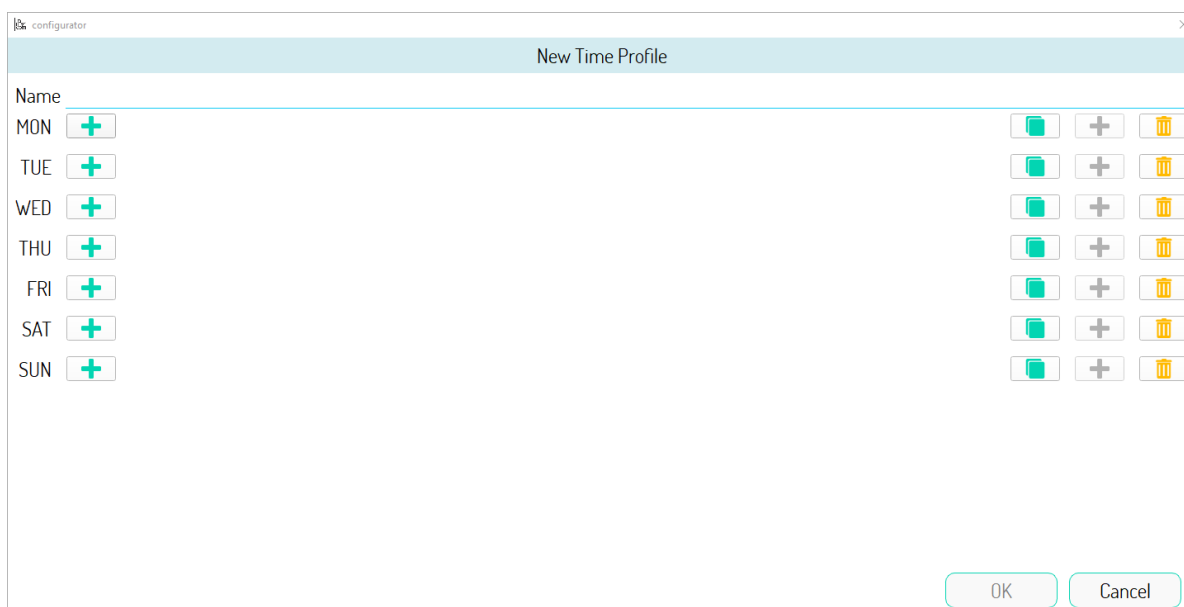 configurator
New Time Profile
Name
MON
TUE
WED
THU
FRI
SAT
SUN
OK Cancel